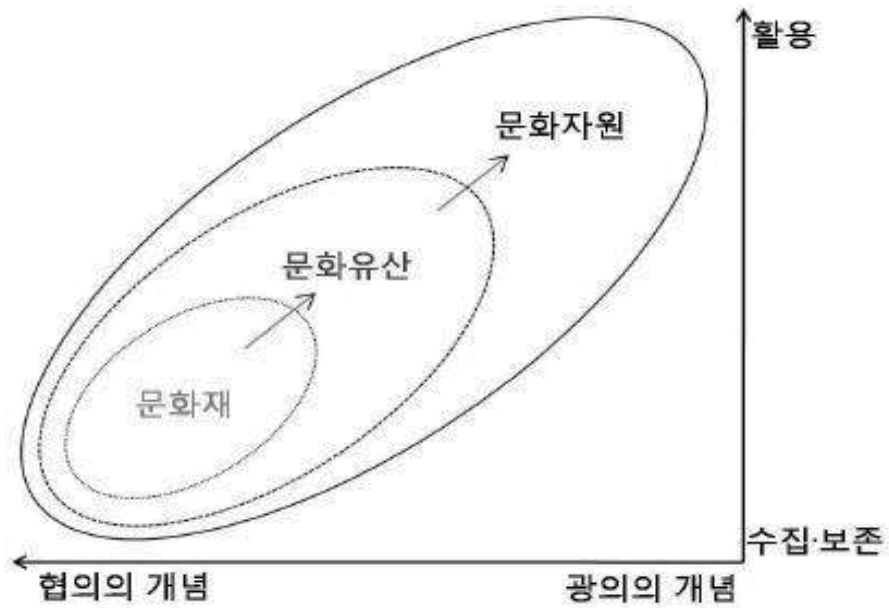 활용
문화자원
문화유산
문화재
수집·보존
협의의 개념
광의의 개념